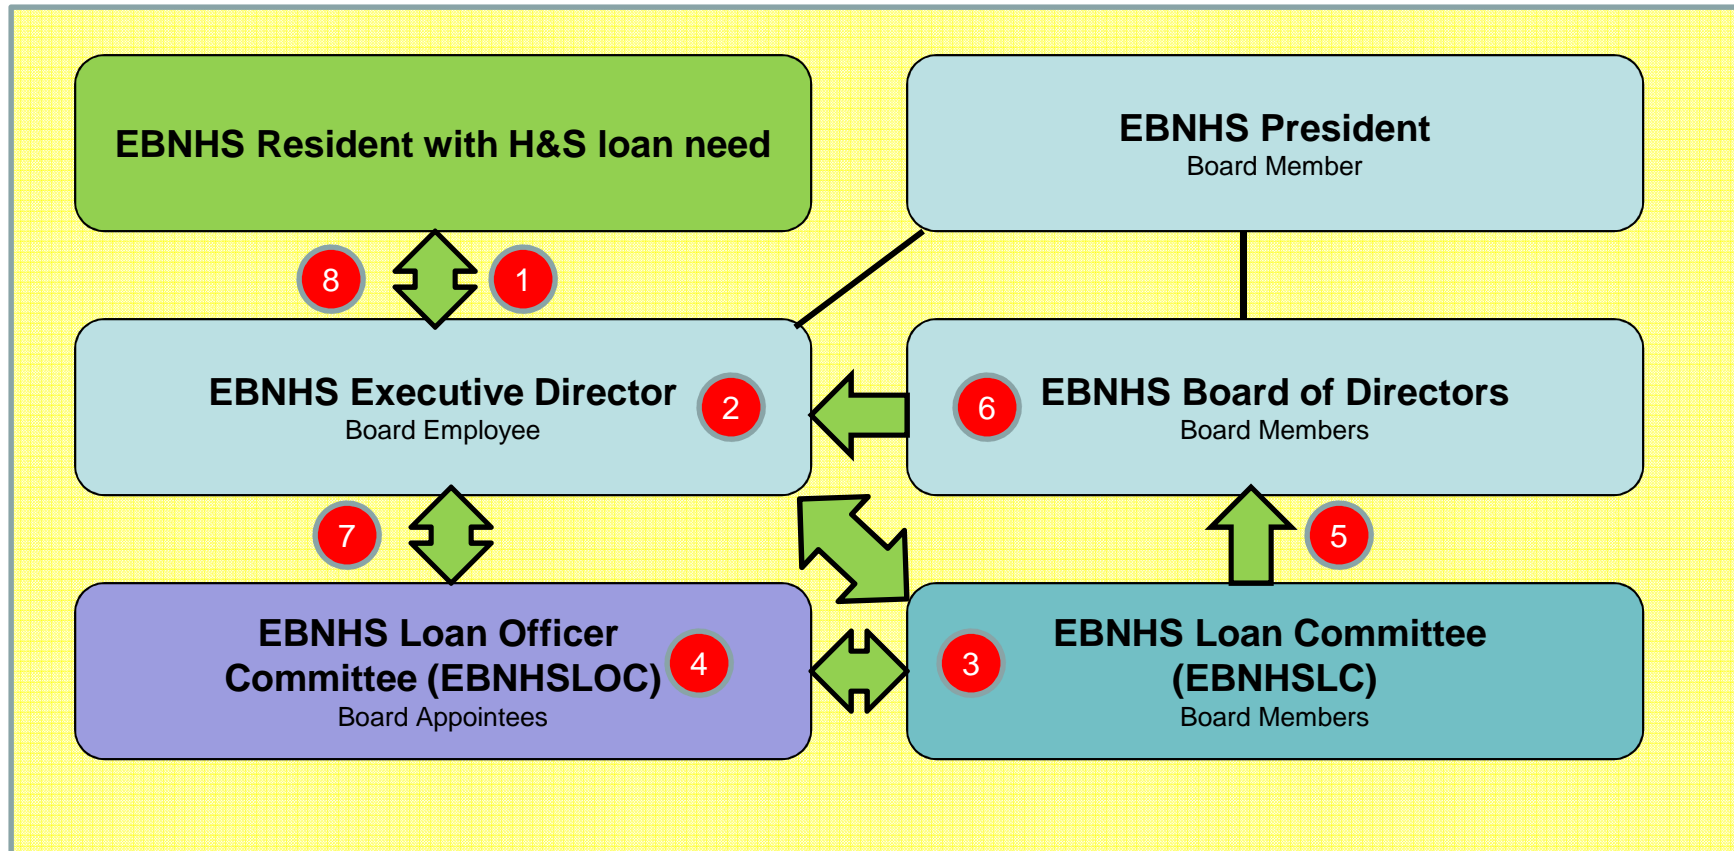 EBNHS Resident with H&S loan need
EBNHS President
Board Member
8
1
EBNHS Executive Director
Board Employee
2
6
EBNHS Board of Directors
Board Members
7
5
EBNHS Loan Officer
Committee (EBNHSLOC)
Board Appointees
4
3
EBNHS Loan Committee
(EBNHSLC)
Board Members